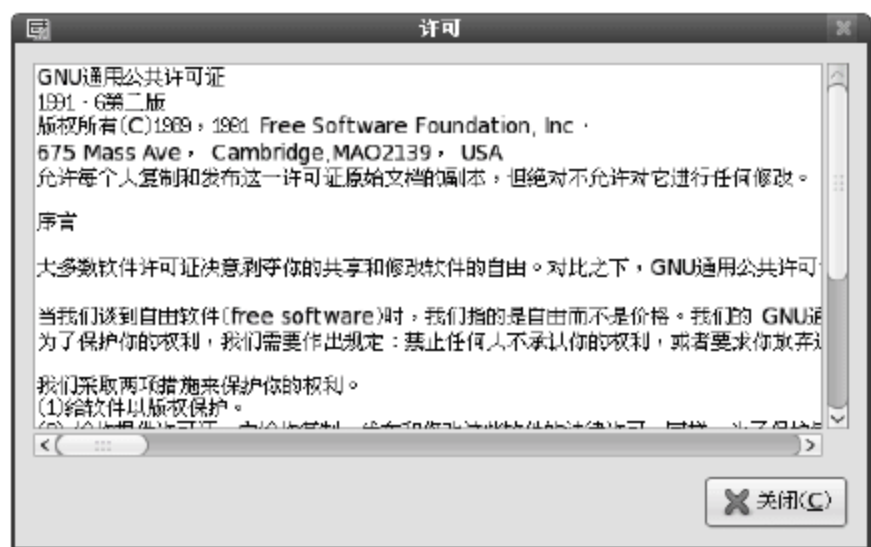 许可
GNU通用公共许可证
1991．6第二版
版权所有(C)1989，1991 Free Software Foundation, Inc．
675 Mass Ave， Cambridge,MAO2139， USA
允许每个人复制和发布这一许可证原始文档的副本，但绝对不允许对它进行任何修改。
序言
大多数软件许可证决意剥夺你的共享和修改软件的自由。对比之下，GNU通用公共许可
当我们谈到自由软件(free software)时，我们指的是自由而不是价格。我们的 GNU通
为了保护你的权利，我们需要作出规定：禁止任何人不承认你的权利，或者要求你放弃这
我们采取两项措施来保护你的权利。
(1)给软件以版权保护。
关闭(C)